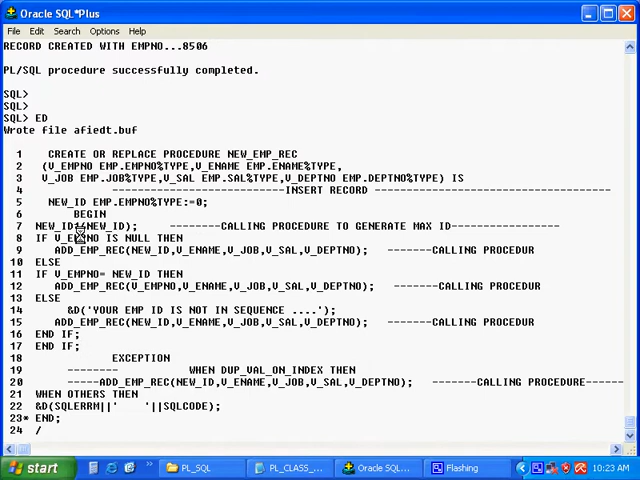 Oracle SQL*Plus
File Edit Search Options Help
RECORD CREATED WITH EMPNO...8506
PL/SQL procedure successfully completed.
SQL>
SQL>
SQL> ED
Wrote file afiedt.buf
1 CREATE OR REPLACE PROCEDURE NEW_EMP_REC
2 (V_EMPNO EMP.EMPNO%TYPE,V_ENAME EMP.ENAME%TYPE,
3 V_JOB EMP.JOB%TYPE,V_SAL EMP.SAL%TYPE,V_DEPTNO EMP.DEPTNO%TYPE) IS
4 ----------------------------INSERT RECORD --------------------------------------
5 NEW_ID EMP.EMPNO%TYPE:=0;
6 BEGIN
7 (NEW_ID); --------CALLING PROCEDURE TO GENERATE MAX ID-------------------
8 IF V_EMPNO IS NULL THEN
9 ADD_EMP_REC(NEW_ID,V_ENAME,V_JOB,V_SAL,V_DEPTNO); -------CALLING PROCEDUR
10 ELSE
11 IF V_EMPNO= NEW_ID THEN
12 ADD_EMP_REC(V_EMPNO,V_ENAME,V_JOB,V_SAL,V_DEPTNO); -------CALLING PROCEDUR
13 ELSE
14 &D('YOUR EMP ID IS NOT IN SEQUENCE ....');
15 ADD_EMP_REC(NEW_ID,V_ENAME,V_JOB,V_SAL,V_DEPTNO); -------CALLING PROCEDUR
16 END IF;
17 END IF;
18 EXCEPTION
19 -------- WHEN DUP_VAL_ON_INDEX THEN
20 -----ADD_EMP_REC(NEW_ID,V_ENAME,V_JOB,V_SAL,V_DEPTNO); -------CALLING PROCEDURE------
21 WHEN OTHERS THEN
22 &D(SQLERRM||' '||SQLCODE);
23* END;
24 /
start PL_SQL PL_CLASS_... Oracle SQL*Plus... Flashing 10:23 AM